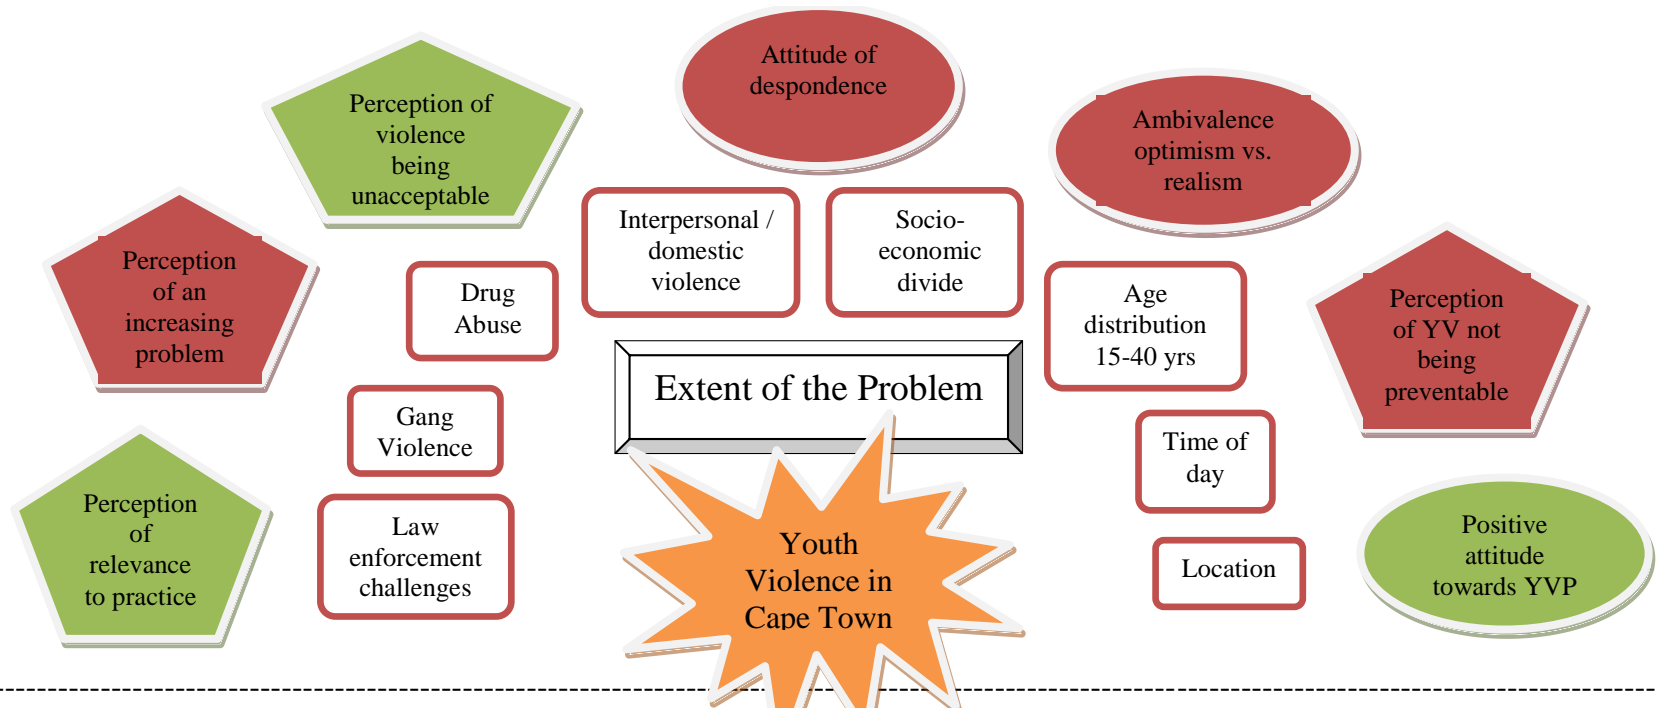 Attitude of
despondence
Perception of
violence
being
unacceptable
Ambivalence
optimism vs.
realism
Perception
of an
increasing
problem
Drug
Abuse
Interpersonal /
domestic
violence
Socio-
economic
divide
Age
distribution
15-40 yrs
Perception
of YV not
being
preventable
Extent of the Problem
Gang
Violence
Time of
day
Perception
of
relevance
to practice
Law
enforcement
challenges
Youth
Violence in
Cape Town
Location
Positive
attitude
towards YVP